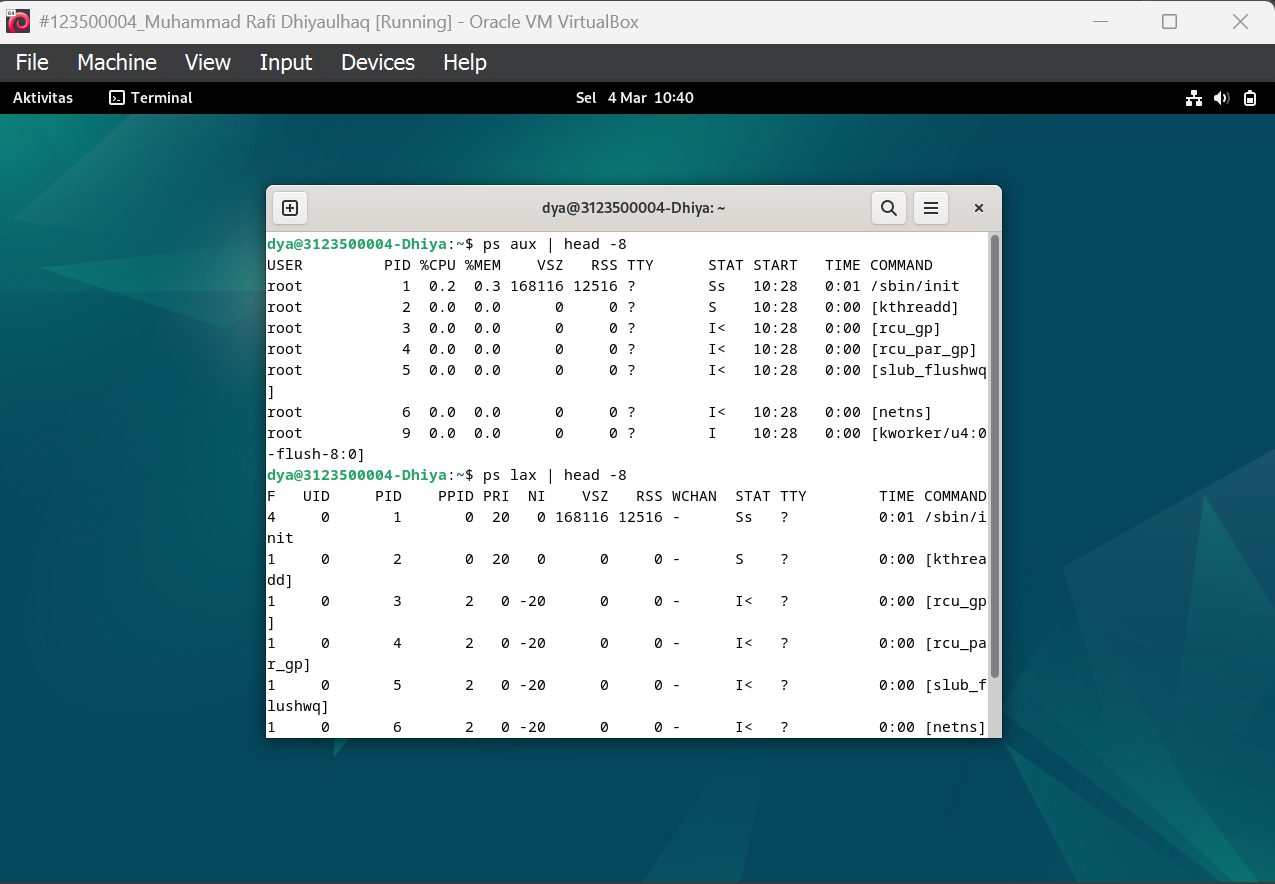 #123500004_Muhammad Rafi Dhiyaulhaq [Running] - Oracle VM VirtualBox
File Machine View Input Devices Help
Aktivitas Terminal Sel 4 Mar 10:40
dya@3123500004-Dhiya: ~
dya@3123500004-Dhiya:~$ ps aux | head -8
USER         PID %CPU %MEM    VSZ   RSS TTY      STAT START   TIME COMMAND
root           1  0.2  0.3 168116 12516 ?        Ss   10:28   0:01 /sbin/init
root           2  0.0  0.0      0     0 ?        S    10:28   0:00 [kthreadd]
root           3  0.0  0.0      0     0 ?        I<   10:28   0:00 [rcu_gp]
root           4  0.0  0.0      0     0 ?        I<   10:28   0:00 [rcu_par_gp]
root           5  0.0  0.0      0     0 ?        I<   10:28   0:00 [slub_flushwq
]
root           6  0.0  0.0      0     0 ?        I<   10:28   0:00 [netns]
root           9  0.0  0.0      0     0 ?        I    10:28   0:00 [kworker/u4:0
-flush-8:0]
dya@3123500004-Dhiya:~$ ps lax | head -8
F   UID     PID    PPID PRI  NI    VSZ   RSS WCHAN  STAT TTY        TIME COMMAND
4     0       1       0  20   0 168116 12516 -      Ss   ?          0:01 /sbin/i
nit
1     0       2       0  20   0      0     0 -      S    ?          0:00 [kthrea
dd]
1     0       3       2   0 -20      0     0 -      I<   ?          0:00 [rcu_gp
]
1     0       4       2   0 -20      0     0 -      I<   ?          0:00 [rcu_pa
r_gp]
1     0       5       2   0 -20      0     0 -      I<   ?          0:00 [slub_f
lushwq]
1     0       6       2   0 -20      0     0 -      I<   ?          0:00 [netns]